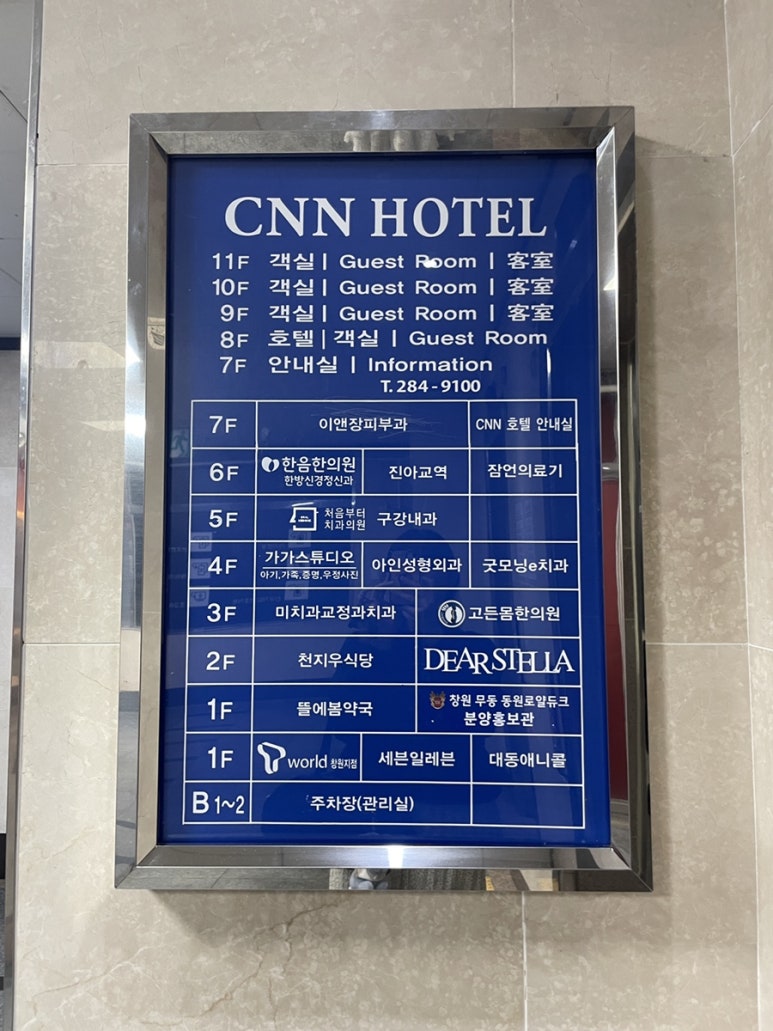 CNN HOTEL
11F 객실 | Guest Room | 客室
10F 객실 | Guest Room | 客室
9F 객실 | Guest Room | 客室
8F 호텔 | 객실 | Guest Room
7F 안내실 | Information
T. 284 - 9100
7F 이앤장피부과 CNN 호텔 안내실
6F 한음한의원 한방신경정신과 진아교역 잠언의료기
5F 처음부터 치과의원 구강내과
4F 가가스튜디오 아기,가족,증명,우정사진 아인성형외과 굿모닝e치과
3F 미치과교정과치과 고든몸한의원
2F 천지우식당 DEAR STELLA
1F 뜰에봄약국 창원 무동 동원로얄듀크 분양홍보관
1F T world 창원지점 세븐일레븐 대동애니콜
B 1~2 주차장(관리실)